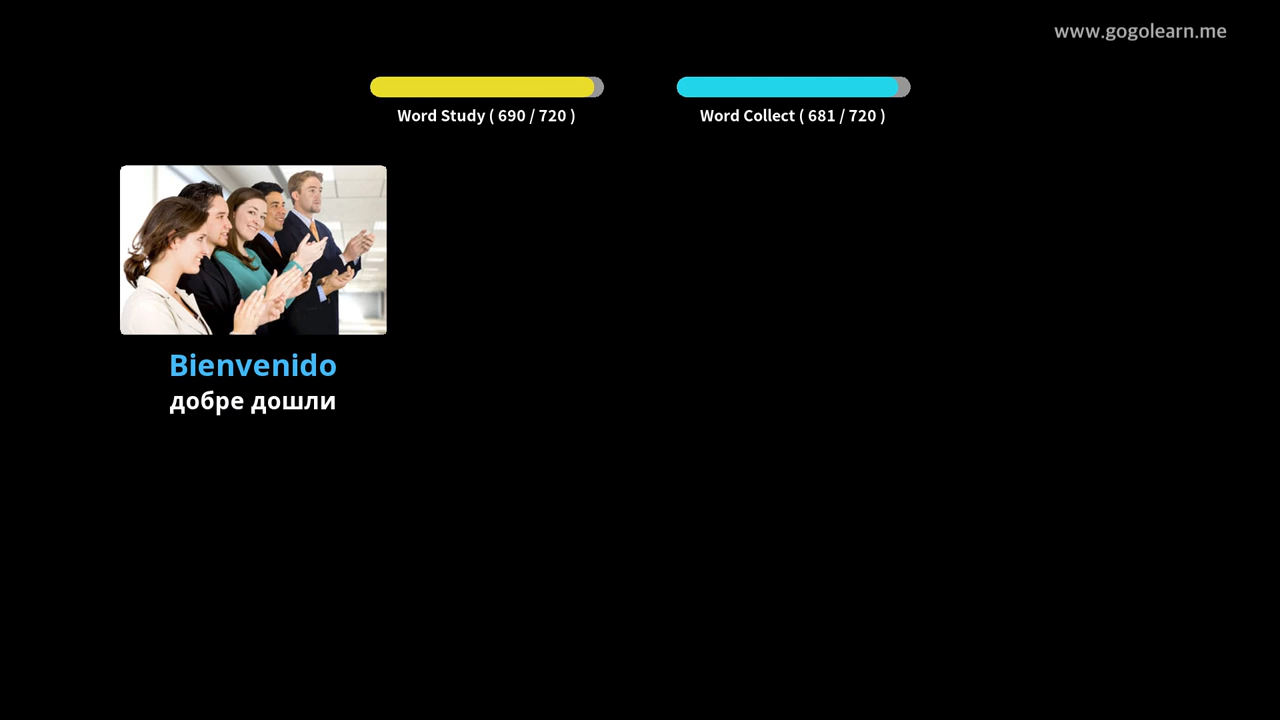 www.gogolearn.me
Word Study ( 690 / 720 )
Word Collect ( 681 / 720 )
Bienvenido
добре дошли